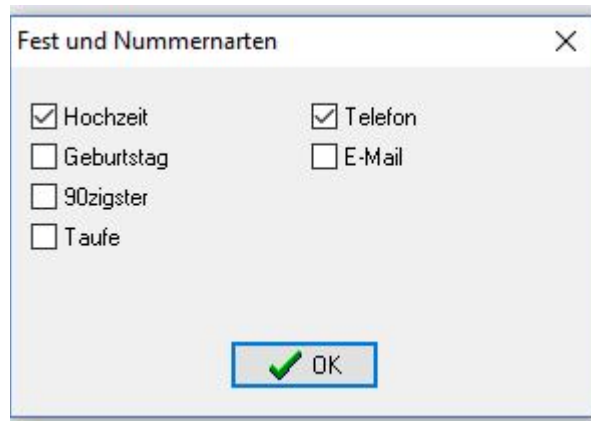 Fest und Nummernarten
Hochzeit
Geburtstag
90zigster
Taufe
Telefon
E-Mail
OK